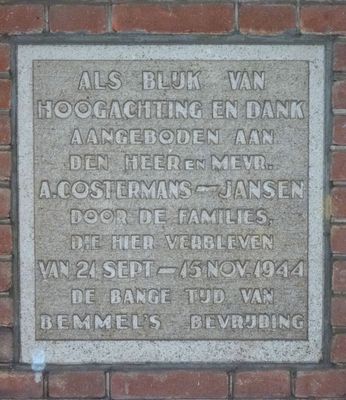 ALS BLIJK VAN
HOOGACHTING EN DANK
AANGEBODEN AAN
DEN HEER EN MEVR.
A. OOSTERMANS - JANSEN
DOOR DE FAMILIES,
DIE HIER VERBLEVEN
VAN 21 SEPT - 15 NOV. 1944
DE BANGE TIJD VAN
BEMMEL'S BEVRIJDING